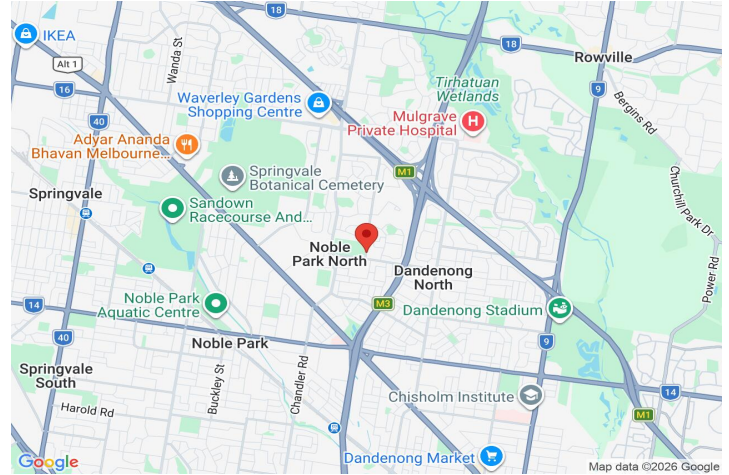 18
IKEA
Wanda St
18
Rowville
Alt 1
Tirhatuan
Wetlands
16
Waverley Gardens
Shopping Centre
9
40
Mulgrave
Private Hospital
Bergins Rd
Adyar Ananda
Bhavan Melbourne...
Springvale
Botanical Cemetery
M1
Churchill Park Dr
Springvale
Sandown
Racecourse And...
Noble
Park North
Dandenong
North
Power Rd
14
Noble Park
Aquatic Centre
M3
Dandenong Stadium
40
Noble Park
9
Springvale
South
Buckley St
Chandler Rd
14
Chisholm Institute
Harold Rd
M1
Dandenong Market
Google
Map data ©2026 Google